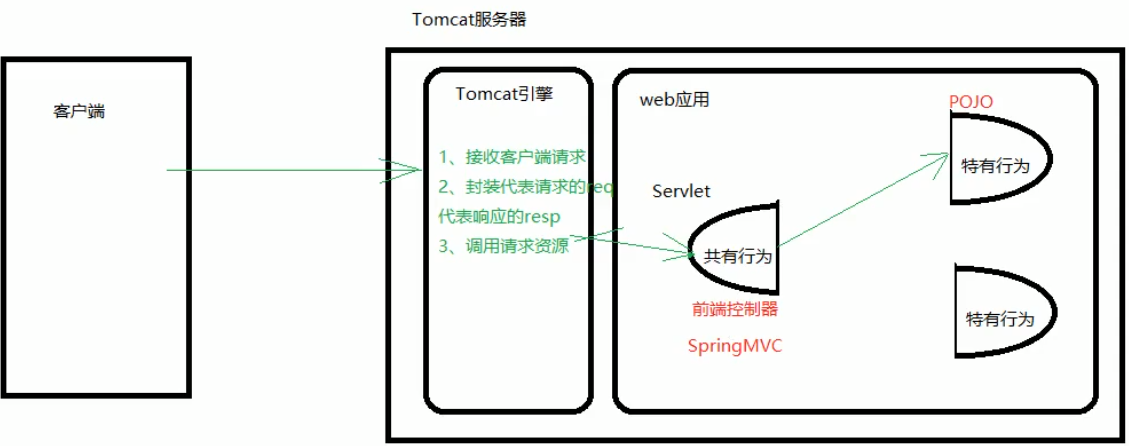 Tomcat服务器
客户端
Tomcat引擎
1、接收客户端请求
2、封装代表请求的req
代表响应的resp
3、调用请求资源
web应用
Servlet
共有行为
前端控制器
SpringMVC
POJO
特有行为
特有行为